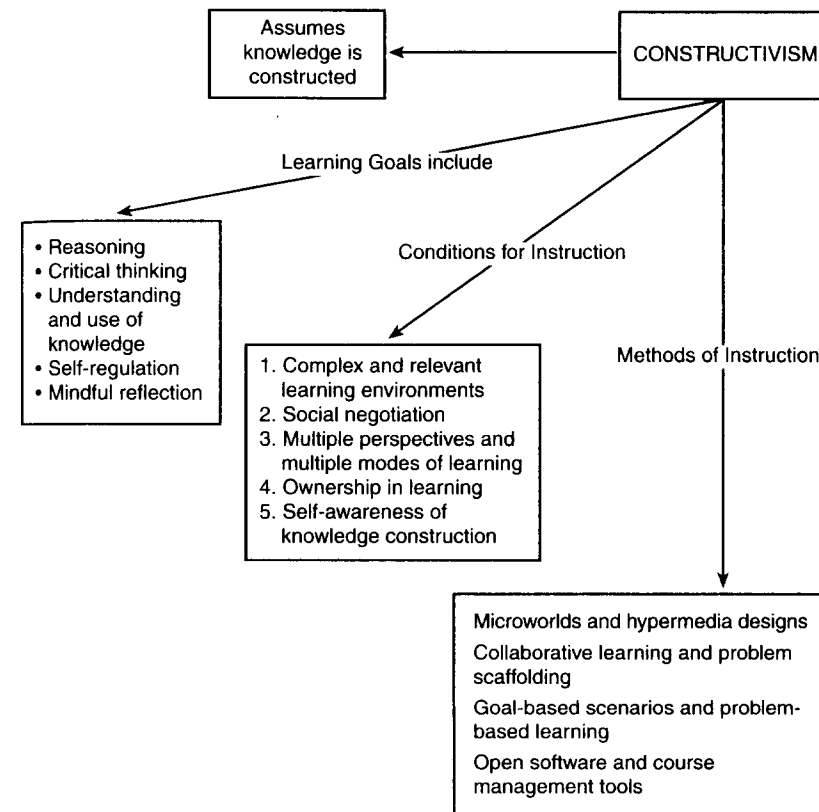 Assumes
knowledge is
constructed
CONSTRUCTIVISM
Learning Goals include
• Reasoning
• Critical thinking
• Understanding
and use of
knowledge
• Self-regulation
• Mindful reflection
Conditions for Instruction
1. Complex and relevant
learning environments
2. Social negotiation
3. Multiple perspectives and
multiple modes of learning
4. Ownership in learning
5. Self-awareness of
knowledge construction
Methods of Instruction
Microworlds and hypermedia designs
Collaborative learning and problem
scaffolding
Goal-based scenarios and problem-
based learning
Open software and course
management tools